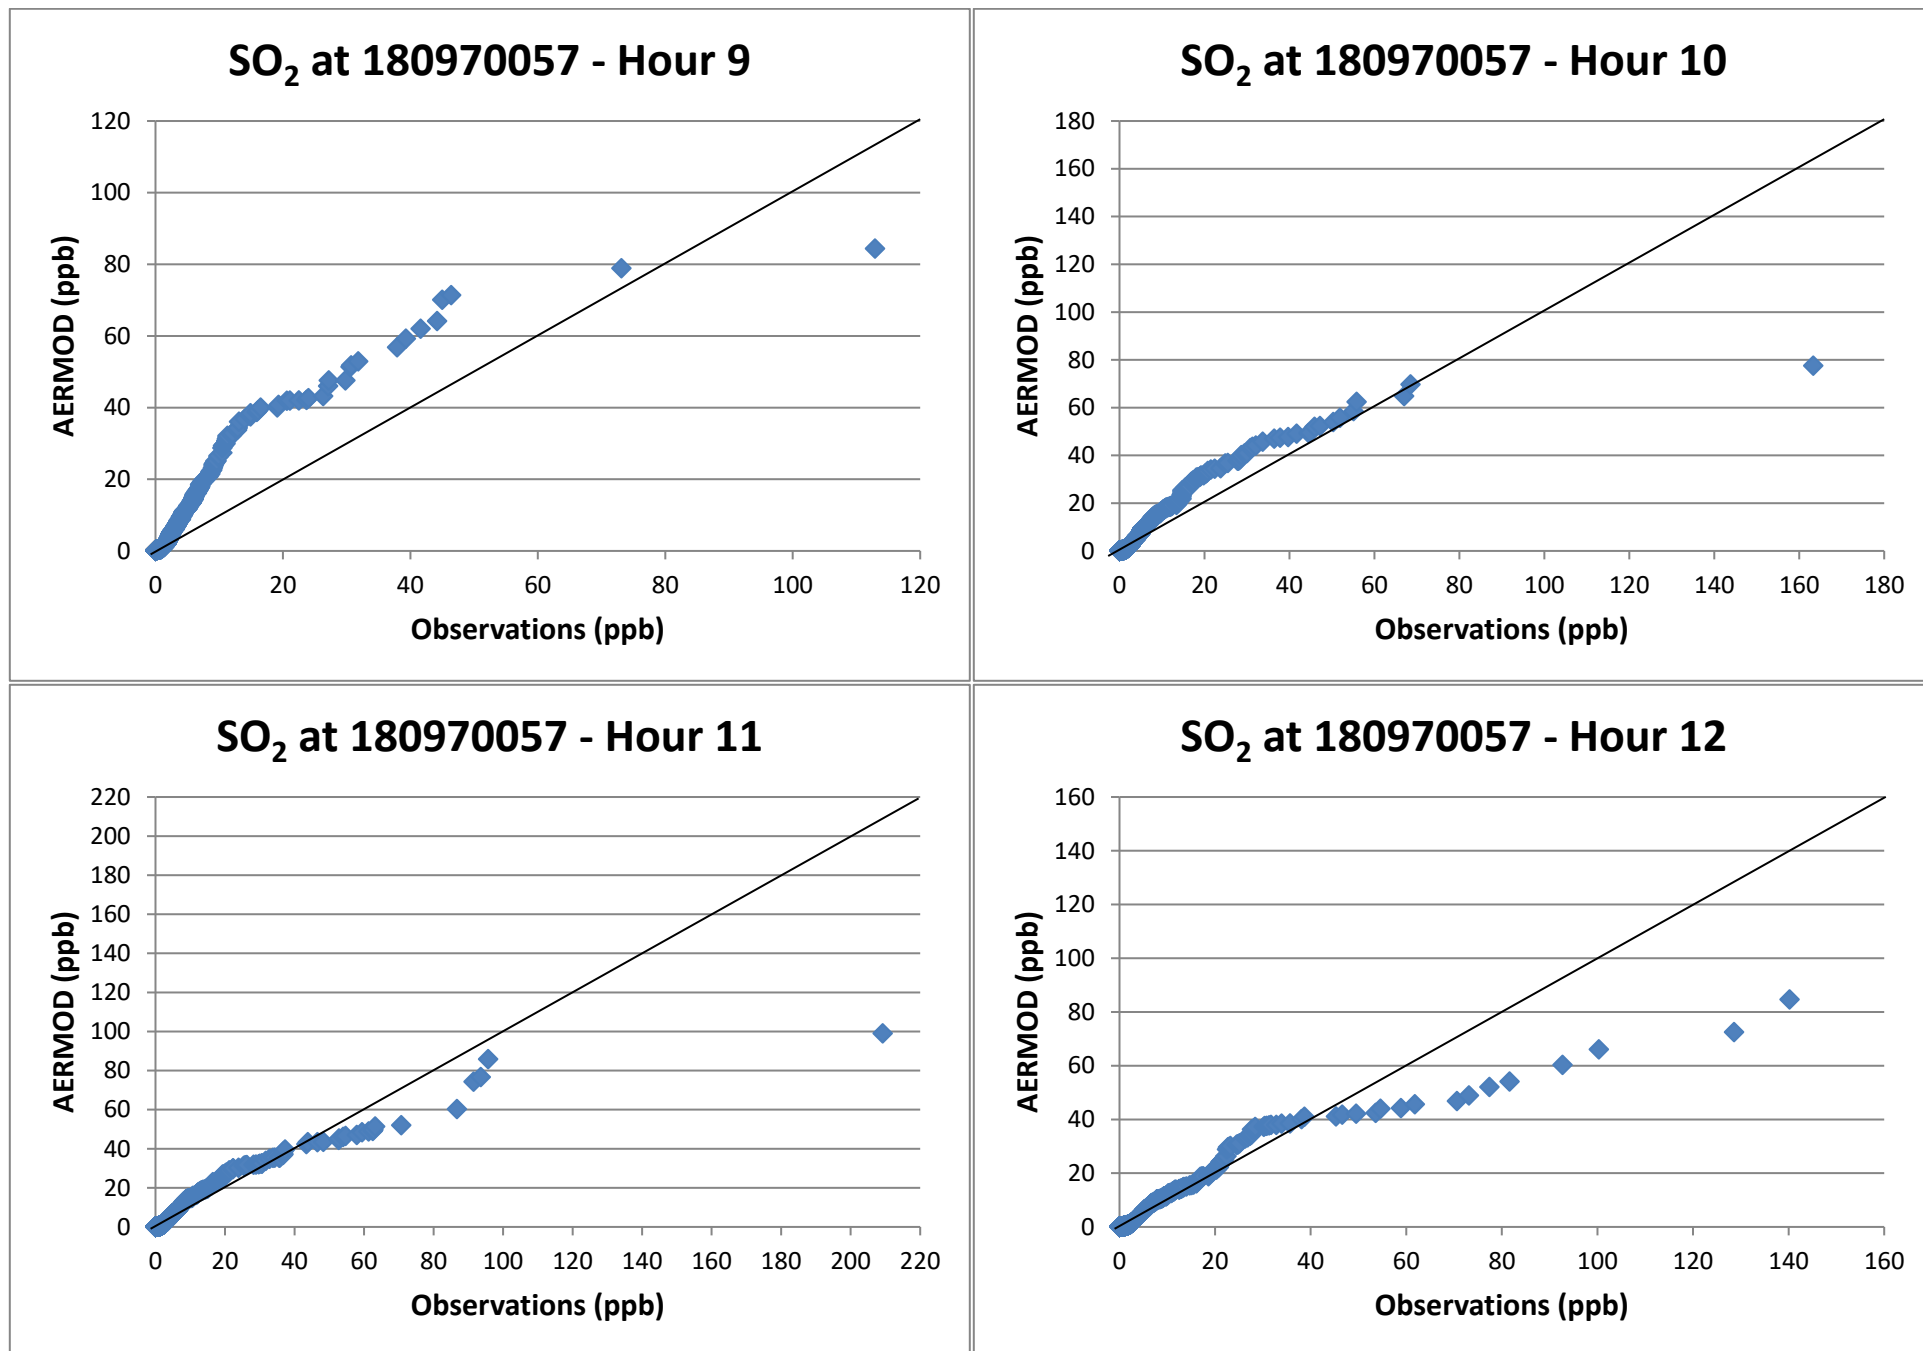 SO₂ at 180970057 - Hour 9
120
100
80
60
40
20
0
AERMOD (ppb)
0 20 40 60 80 100 120
Observations (ppb)
SO₂ at 180970057 - Hour 10
180
160
140
120
100
80
60
40
20
0
AERMOD (ppb)
0 20 40 60 80 100 120 140 160 180
Observations (ppb)
SO₂ at 180970057 - Hour 11
220
200
180
160
140
120
100
80
60
40
20
0
AERMOD (ppb)
0 20 40 60 80 100 120 140 160 180 200 220
Observations (ppb)
SO₂ at 180970057 - Hour 12
160
140
120
100
80
60
40
20
0
AERMOD (ppb)
0 20 40 60 80 100 120 140 160
Observations (ppb)